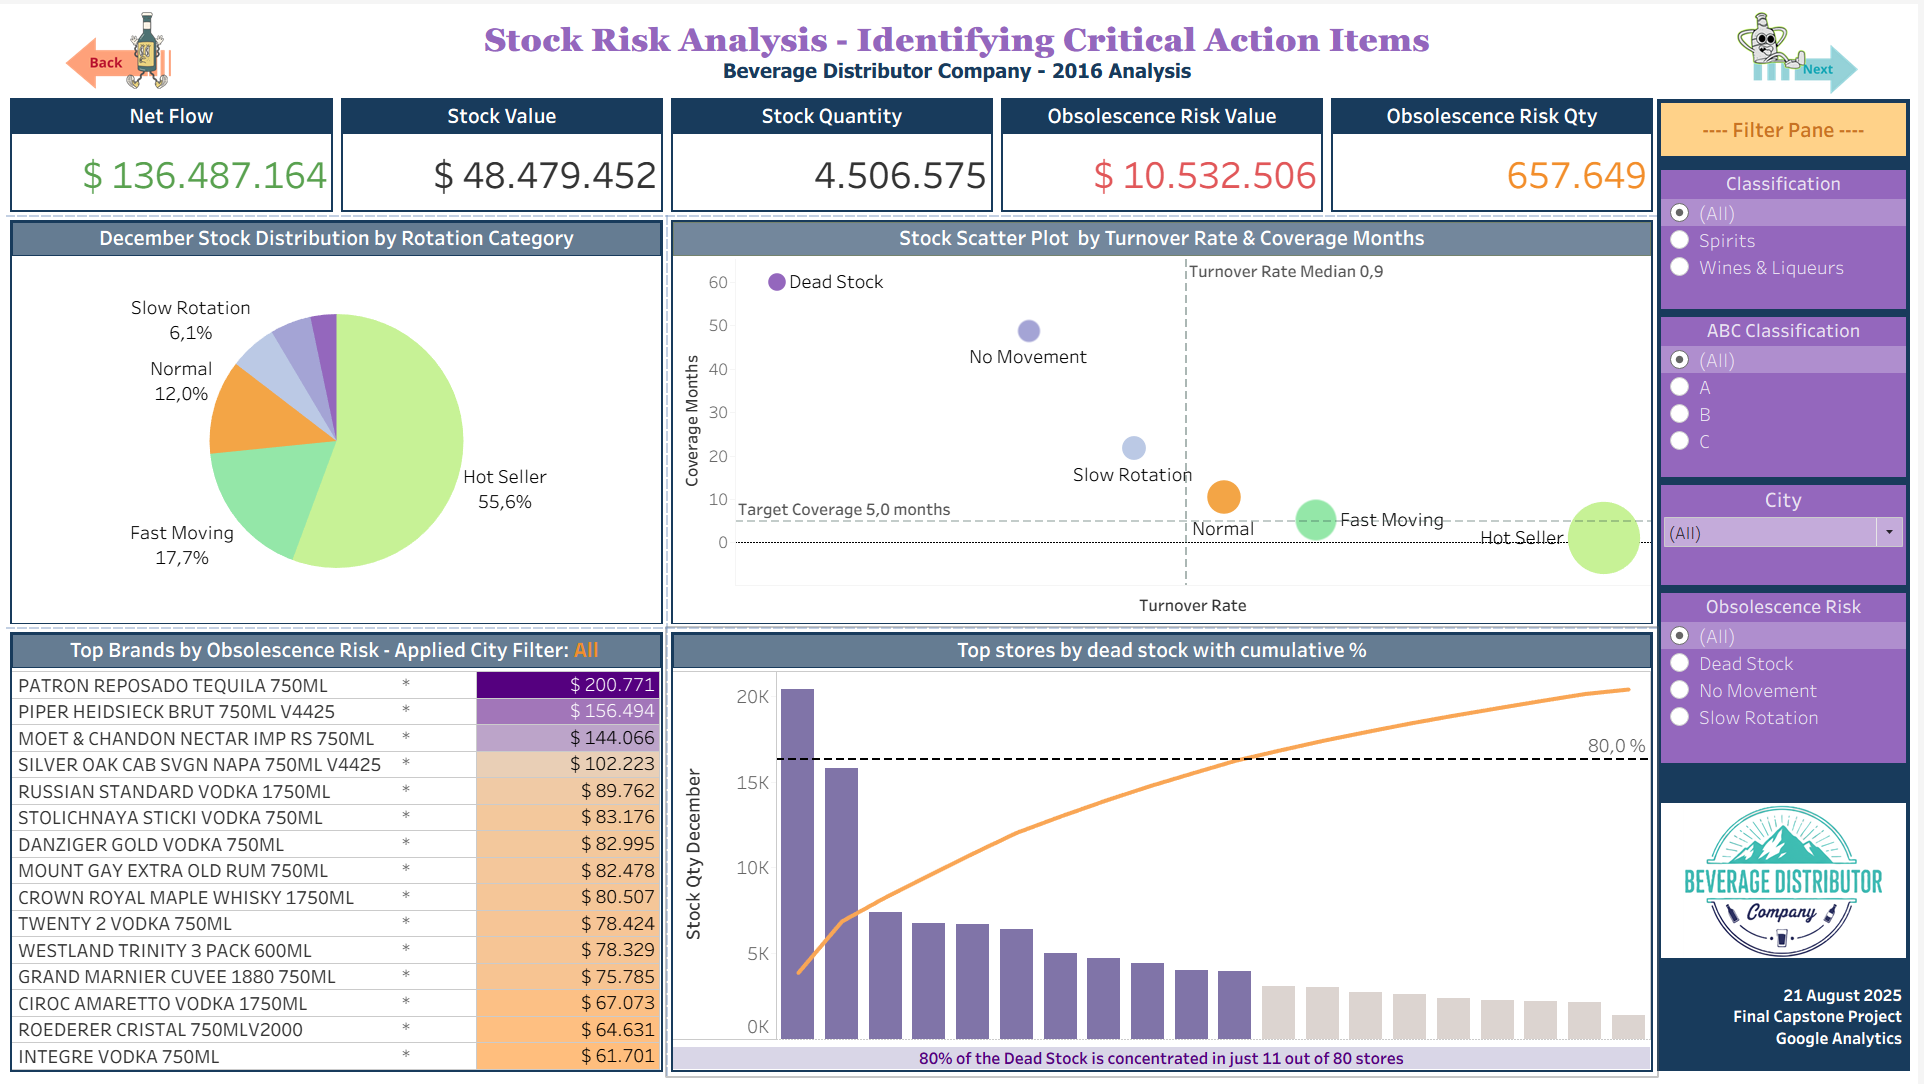 Back
Stock Risk Analysis - Identifying Critical Action Items
Beverage Distributor Company - 2016 Analysis
Next
Net Flow
$ 136.487.164
Stock Value
$ 48.479.452
Stock Quantity
4.506.575
Obsolescence Risk Value
$ 10.532.506
Obsolescence Risk Qty
657.649
December Stock Distribution by Rotation Category
Slow Rotation
6,1%
Normal
12,0%
Hot Seller
55,6%
Fast Moving
17,7%
Stock Scatter Plot by Turnover Rate & Coverage Months
Turnover Rate Median 0,9
Coverage Months
60
50
40
30
20
10
0
Dead Stock
No Movement
Slow Rotation
Target Coverage 5,0 months
Normal
Fast Moving
Hot Seller
Turnover Rate
Top Brands by Obsolescence Risk - Applied City Filter: All
PATRON REPOSADO TEQUILA 750ML * $ 200.771
PIPER HEIDSIECK BRUT 750ML V4425 * $ 156.494
MOET & CHANDON NECTAR IMP RS 750ML * $ 144.066
SILVER OAK CAB SVGN NAPA 750ML V4425 * $ 102.223
RUSSIAN STANDARD VODKA 1750ML * $ 89.762
STOLICHNAYA STICKI VODKA 750ML * $ 83.176
DANZIGER GOLD VODKA 750ML * $ 82.995
MOUNT GAY EXTRA OLD RUM 750ML * $ 82.478
CROWN ROYAL MAPLE WHISKY 1750ML * $ 80.507
TWENTY 2 VODKA 750ML * $ 78.424
WESTLAND TRINITY 3 PACK 600ML * $ 78.329
GRAND MARNIER CUVEE 1880 750ML * $ 75.785
CIROC AMARETTO VODKA 1750ML * $ 67.073
ROEDERER CRISTAL 750MLV2000 * $ 64.631
INTEGRE VODKA 750ML * $ 61.701
Top stores by dead stock with cumulative %
Stock Qty December
20K
15K
10K
5K
0K
80,0 %
80% of the Dead Stock is concentrated in just 11 out of 80 stores
---- Filter Pane ----
Classification
(All)
Spirits
Wines & Liqueurs
ABC Classification
(All)
A
B
C
City
(All)
Obsolescence Risk
(All)
Dead Stock
No Movement
Slow Rotation
BEVERAGE DISTRIBUTOR
Company
21 August 2025
Final Capstone Project
Google Analytics